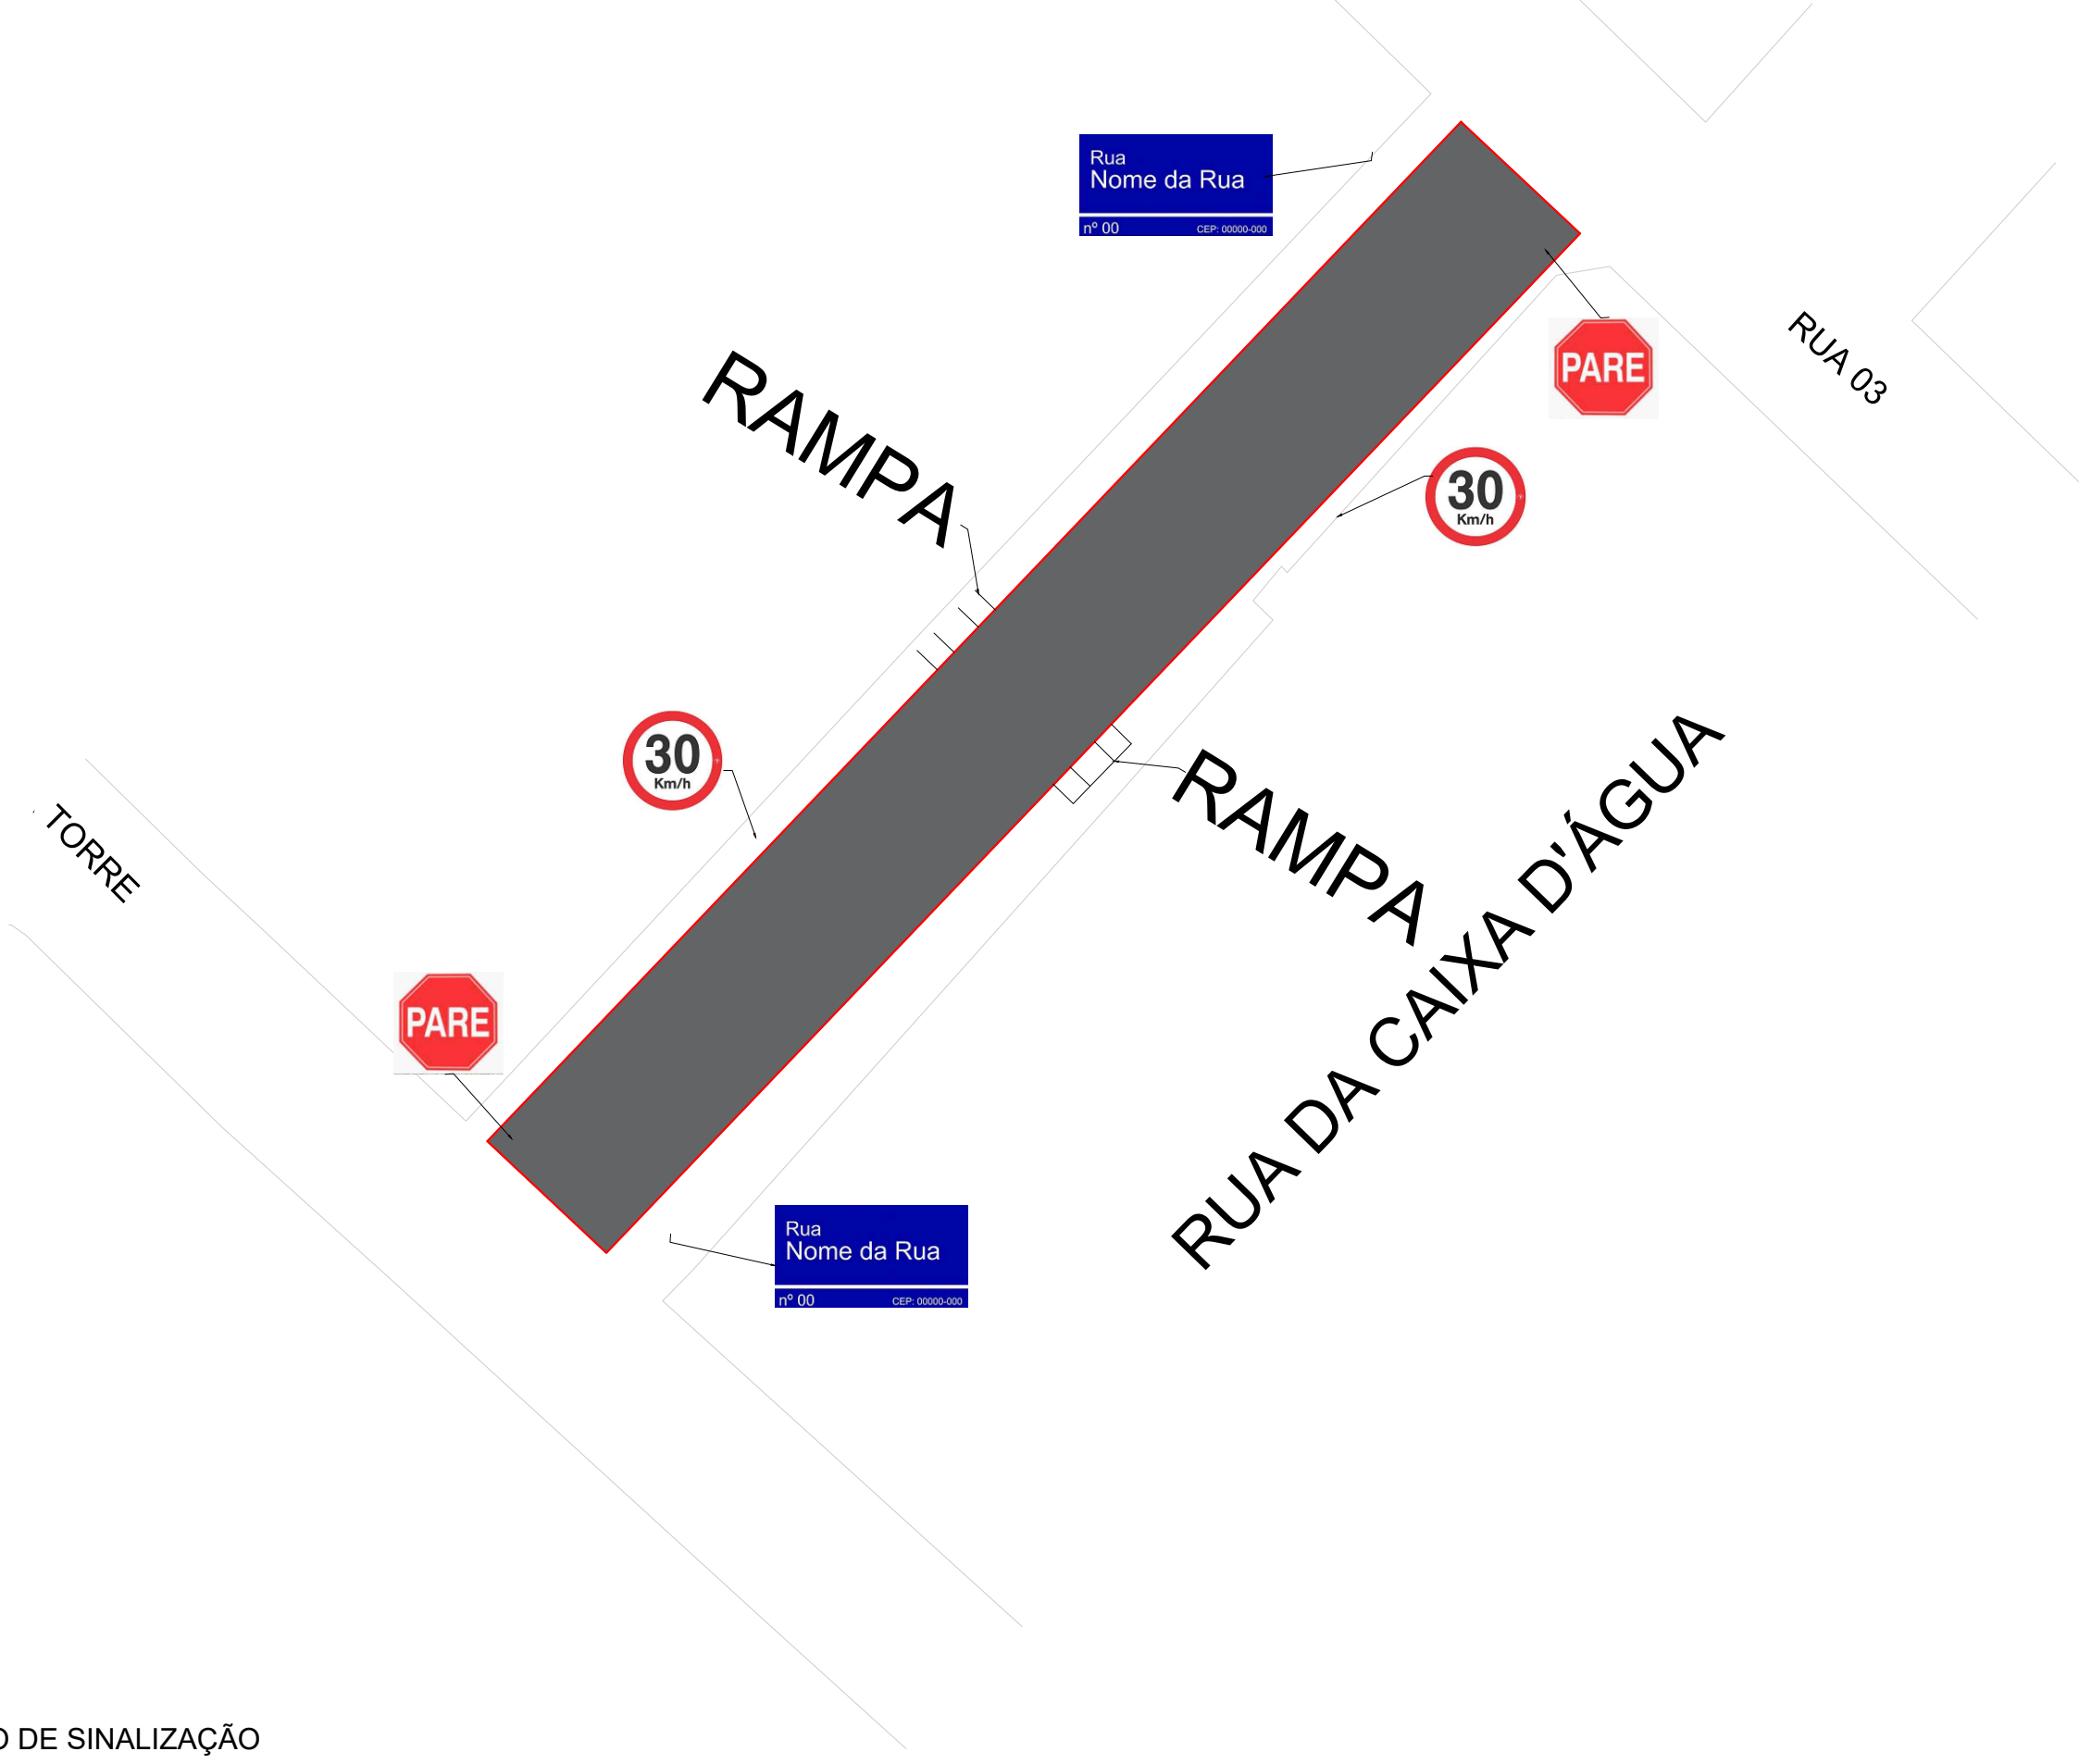 Rua
Nome da Rua
nº 00
CEP: 00000-000
PARE
RUA 03
RAMPA
30
Km/h
30
Km/h
RAMPA
RUA DA CAIXA D'ÁGUA
TORRE
PARE
Rua
Nome da Rua
nº 00
CEP: 00000-000
DE SINALIZAÇÃO